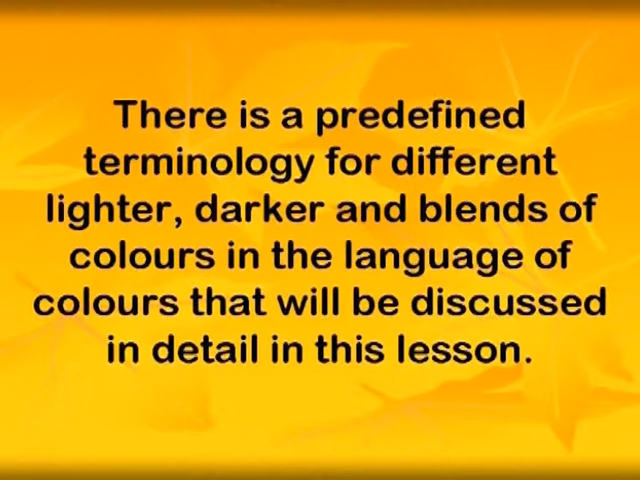 There is a predefined
terminology for different
lighter, darker and blends of
colours in the language of
colours that will be discussed
in detail in this lesson.